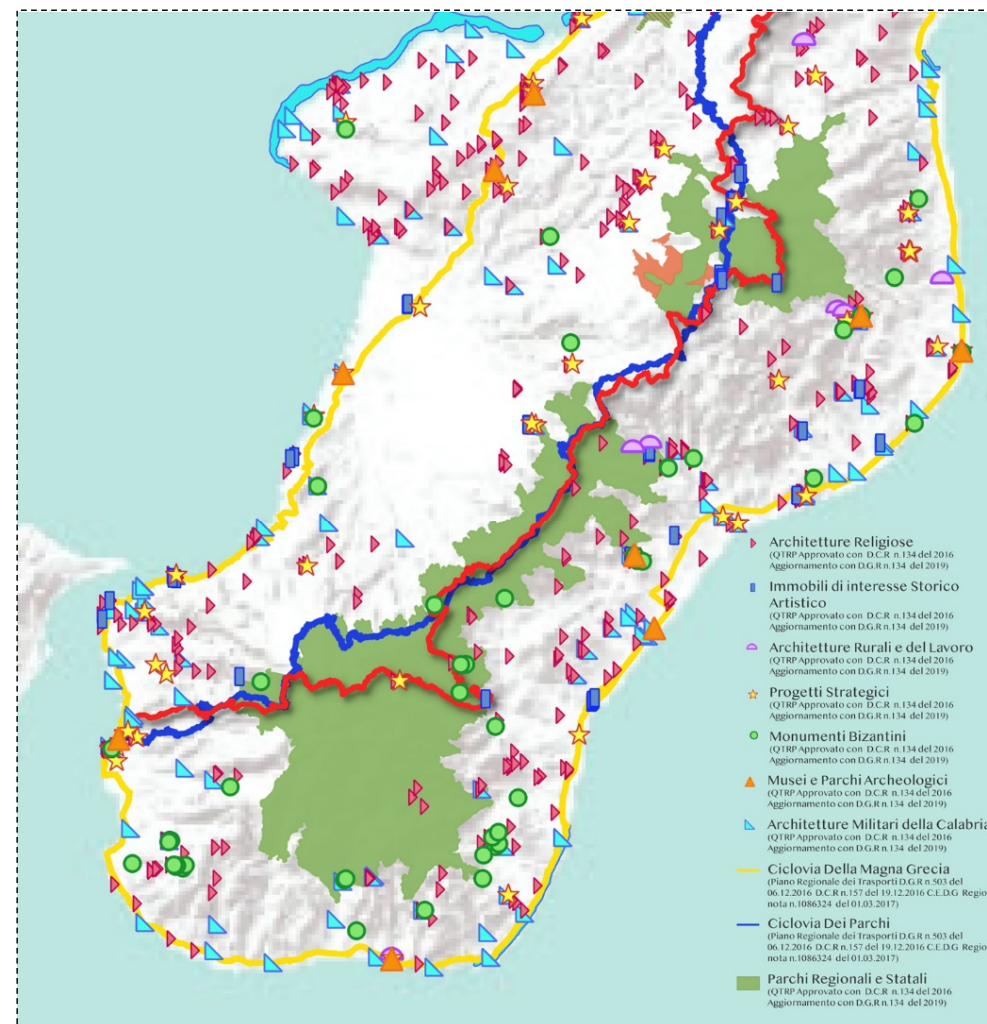 Architetture Religiose
(QTRP Approvato con D.C.R n.134 del 2016
Aggiornamento con D.G.R n.134 del 2019)
Immobili di interesse Storico
Artistico
(QTRP Approvato con D.C.R n.134 del 2016
Aggiornamento con D.G.R n.134 del 2019)
Architetture Rurali e del Lavoro
(QTRP Approvato con D.C.R n.134 del 2016
Aggiornamento con D.G.R n.134 del 2019)
Progetti Strategici
(QTRP Approvato con D.C.R n.134 del 2016
Aggiornamento con D.G.R n.134 del 2019)
Monumenti Bizantini
(QTRP Approvato con D.C.R n.134 del 2016
Aggiornamento con D.G.R n.134 del 2019)
Musei e Parchi Archeologici
(QTRP Approvato con D.C.R n.134 del 2016
Aggiornamento con D.G.R n.134 del 2019)
Architetture Militari della Calabria
(QTRP Approvato con D.C.R n.134 del 2016
Aggiornamento con D.G.R n.134 del 2019)
Ciclovia Della Magna Grecia
(Piano Regionale dei Trasporti D.G.R n.503 del
06.12.2016 D.C.R n.157 del 19.12.2016 C.E.D.G Regio
nota n.1086324 del 01.03.2017)
Ciclovia Dei Parchi
(Piano Regionale dei Trasporti D.G.R n.503 del
06.12.2016 D.C.R n.157 del 19.12.2016 C.E.D.G Regio
nota n.1086324 del 01.03.2017)
Parchi Regionali e Statali
(QTRP Approvato con D.C.R n.134 del 2016
Aggiornamento con D.G.R n.134 del 2019)